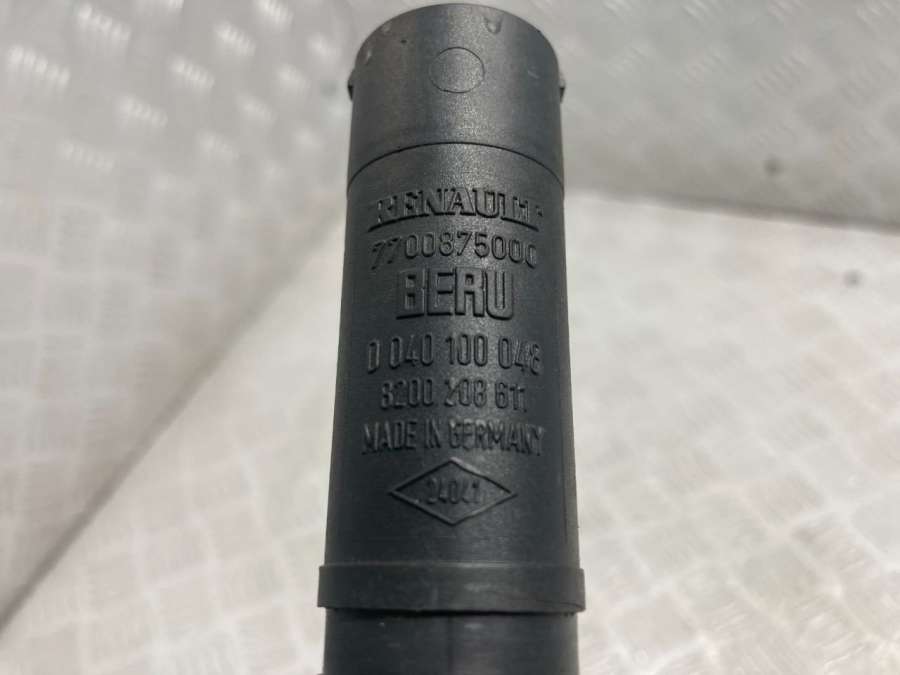 RENAULT
7700875000
BERU
0 040 100 048
8200 208 611
MADE IN GERMANY
04041